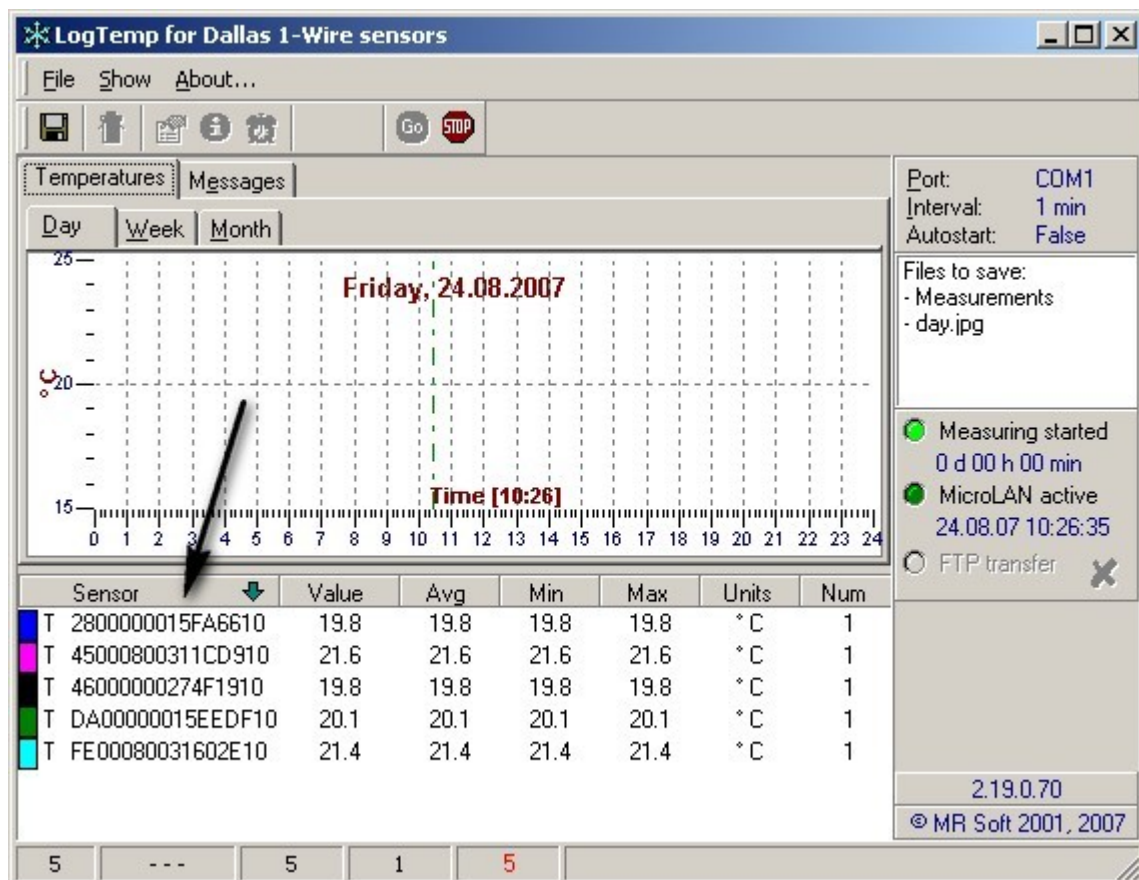 LogTemp for Dallas 1-Wire sensors
File Show About...
Go STOP
Temperatures Messages
Day Week Month
Friday, 24.08.2007
25
°C
20
15
Time [10:26]
0 1 2 3 4 5 6 7 8 9 10 11 12 13 14 15 16 17 18 19 20 21 22 23 24
Port: COM1
Interval: 1 min
Autostart: False
Files to save:
- Measurements
- day.jpg
Measuring started
0 d 00 h 00 min
MicroLAN active
24.08.07 10:26:35
FTP transfer
Sensor Value Avg Min Max Units Num
T 2800000015FA6610 19.8 19.8 19.8 19.8 °C 1
T 45000800311CD910 21.6 21.6 21.6 21.6 °C 1
T 46000000274F1910 19.8 19.8 19.8 19.8 °C 1
T DA00000015EEDF10 20.1 20.1 20.1 20.1 °C 1
T FE00080031602E10 21.4 21.4 21.4 21.4 °C 1
2.19.0.70
© MR Soft 2001, 2007
5 --- 5 1 5